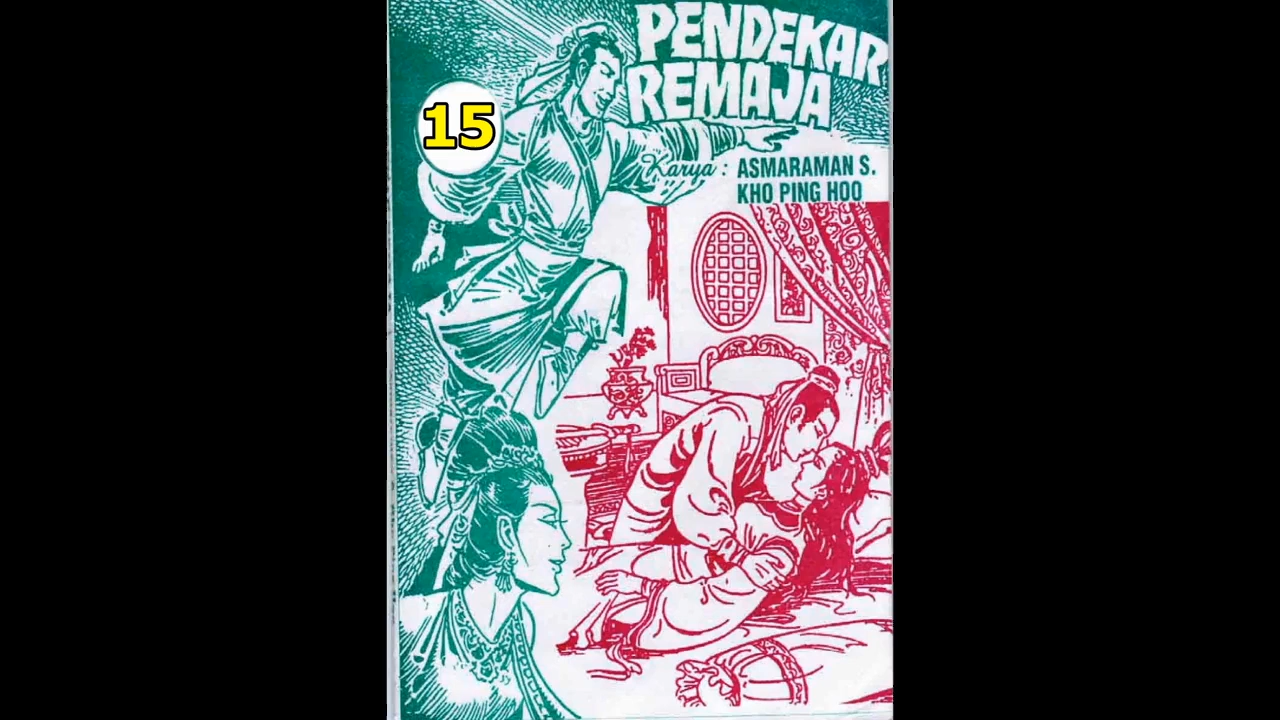 PENDEKAR
REMAJA
15
Karya : ASMARAMAN S.
KHO PING HOO